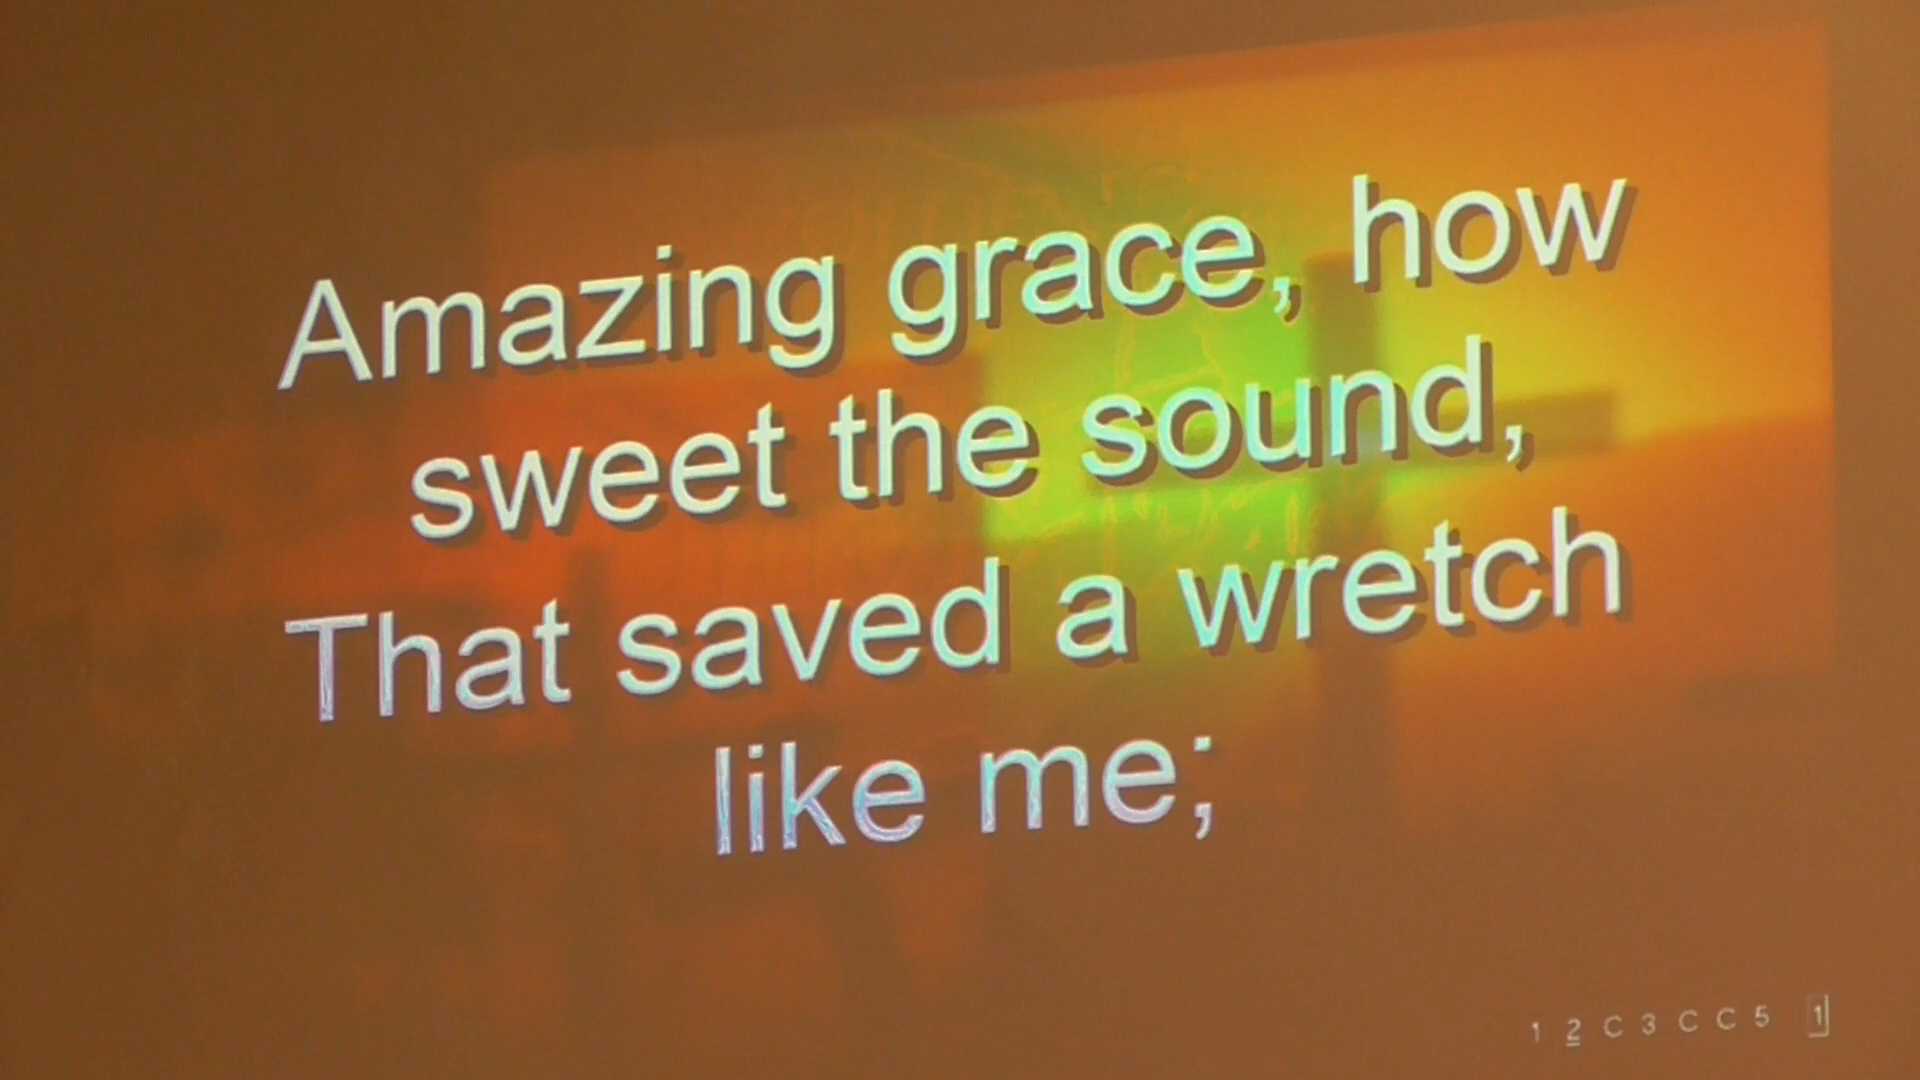 Amazing grace, how
sweet the sound,
That saved a wretch
like me;
1 2 C 3 C C 5 1